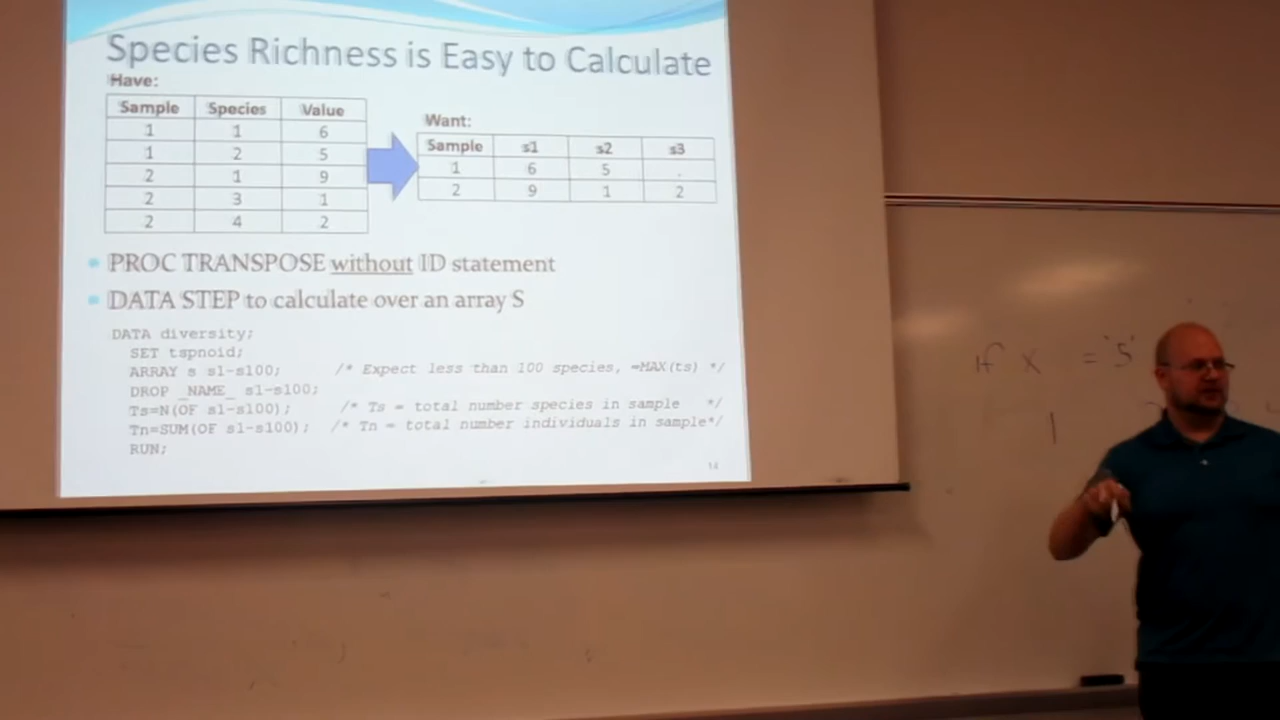 Species Richness is Easy to Calculate
Have:
Sample Species Value
1 1 6
1 2 5
2 1 9
2 3 1
2 4 2
Want:
Sample s1 s2 s3
1 6 5 .
2 9 1 2
PROC TRANSPOSE without ID statement
DATA STEP to calculate over an array S
DATA diversity;
SET tspnoid;
ARRAY s s1-s100; /* Expect less than 100 species, =MAX(ts) */
DROP _NAME_ s1-s100;
Ts=N(OF s1-s100); /* Ts = total number species in sample */
Tn=SUM(OF s1-s100); /* Tn = total number individuals in sample*/
RUN;
If x = '5'
1